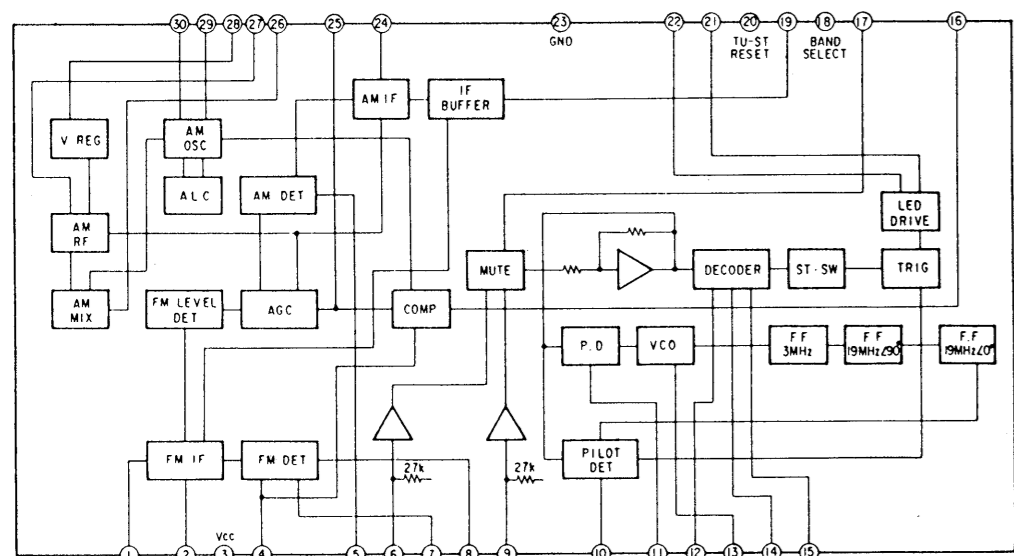 30 29 28 27 26 25 24 23 22 21 20 19 18 17 16
GND
TU-ST
RESET
BAND
SELECT
AM IF
IF
BUFFER
V REG
AM
OSC
ALC
AM DET
LED
DRIVE
AM
RF
MUTE
DECODER
ST-SW
TRIG
AM
MIX
FM LEVEL
DET
AGC
COMP
P.D
VCO
F F
3MHz
F F
19MHz∠90°
F.F
19MHz∠0°
FM IF
FM DET
27k
27k
PILOT
DET
VCC
1 2 3 4 5 6 7 8 9 10 11 12 13 14 15